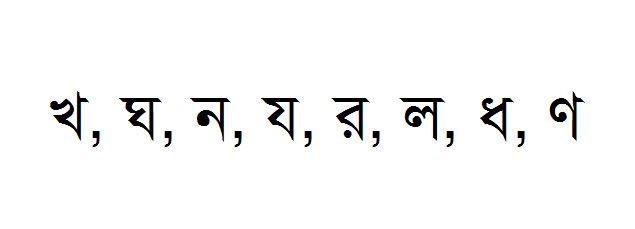 খ, ঘ, ন, য, র, ল, ধ, ণ